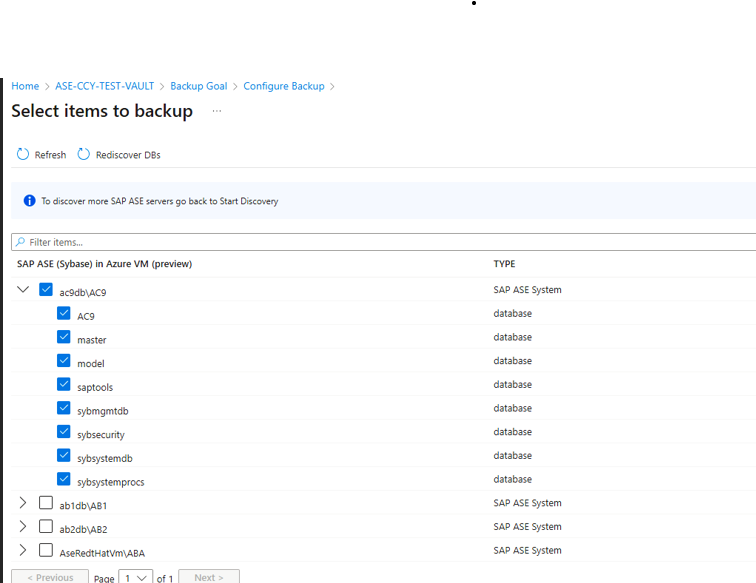 Home > ASE-CCY-TEST-VAULT > Backup Goal > Configure Backup >
Select items to backup ...
Refresh Rediscover DBs
To discover more SAP ASE servers go back to Start Discovery
Filter items...
SAP ASE (Sybase) in Azure VM (preview) TYPE
ac9db\AC9 SAP ASE System
AC9 database
master database
model database
saptools database
sybmgmtdb database
sybsecurity database
sybsystemdb database
sybsystemprocs database
ab1db\AB1 SAP ASE System
ab2db\AB2 SAP ASE System
AseRedtHatVm\ABA SAP ASE System
< Previous Page 1 of 1 Next >